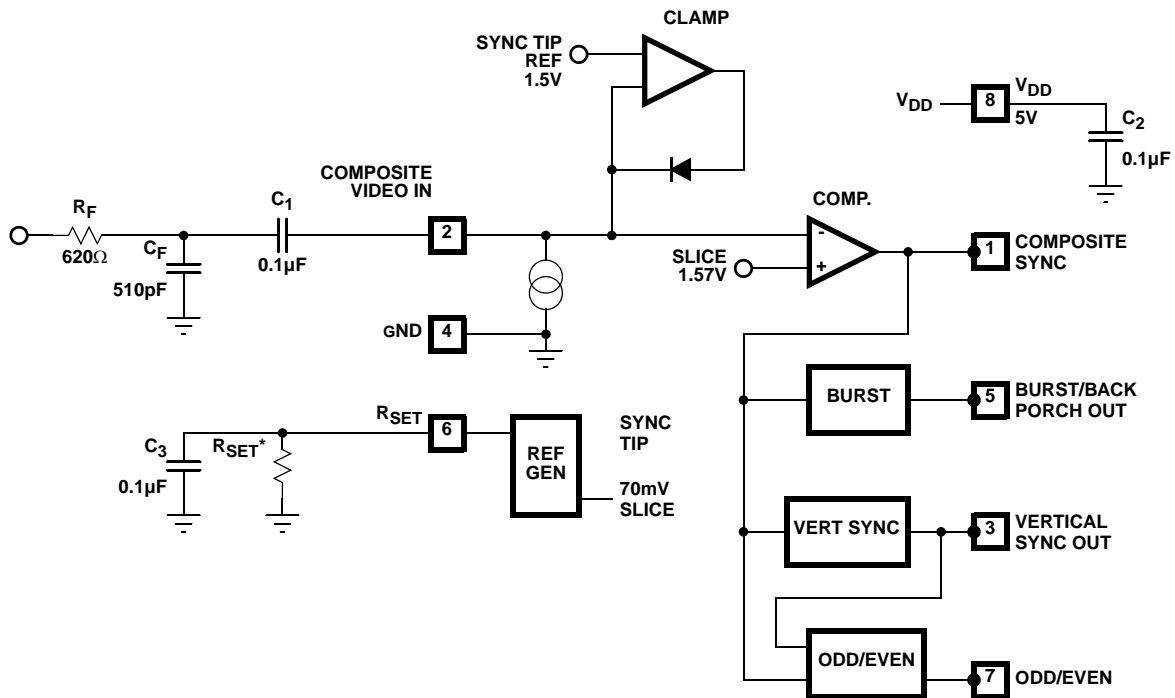 CLAMP
SYNC TIP
REF
1.5V
V_DD
8
V_DD
5V
C_2
0.1µF
COMPOSITE
VIDEO IN
C_1
0.1µF
R_F
620Ω
C_F
510pF
2
COMP.
-
+
SLICE
1.57V
1
COMPOSITE
SYNC
GND
4
BURST
5
BURST/BACK
PORCH OUT
R_SET
6
REF
GEN
SYNC
TIP
70mV
SLICE
C_3
0.1µF
R_SET*
VERT SYNC
3
VERTICAL
SYNC OUT
ODD/EVEN
7
ODD/EVEN